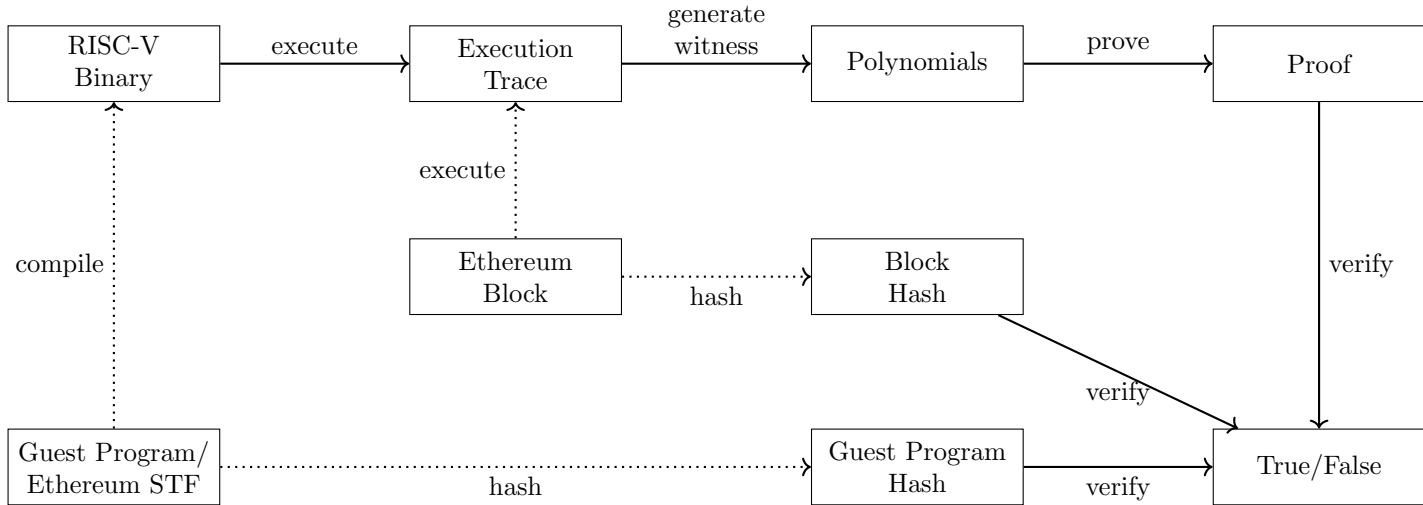 RISC-V
Binary
execute
Execution
Trace
generate
witness
Polynomials
prove
Proof
compile
execute
verify
Ethereum
Block
hash
Block
Hash
verify
Guest Program/
Ethereum STF
hash
Guest Program
Hash
verify
True/False